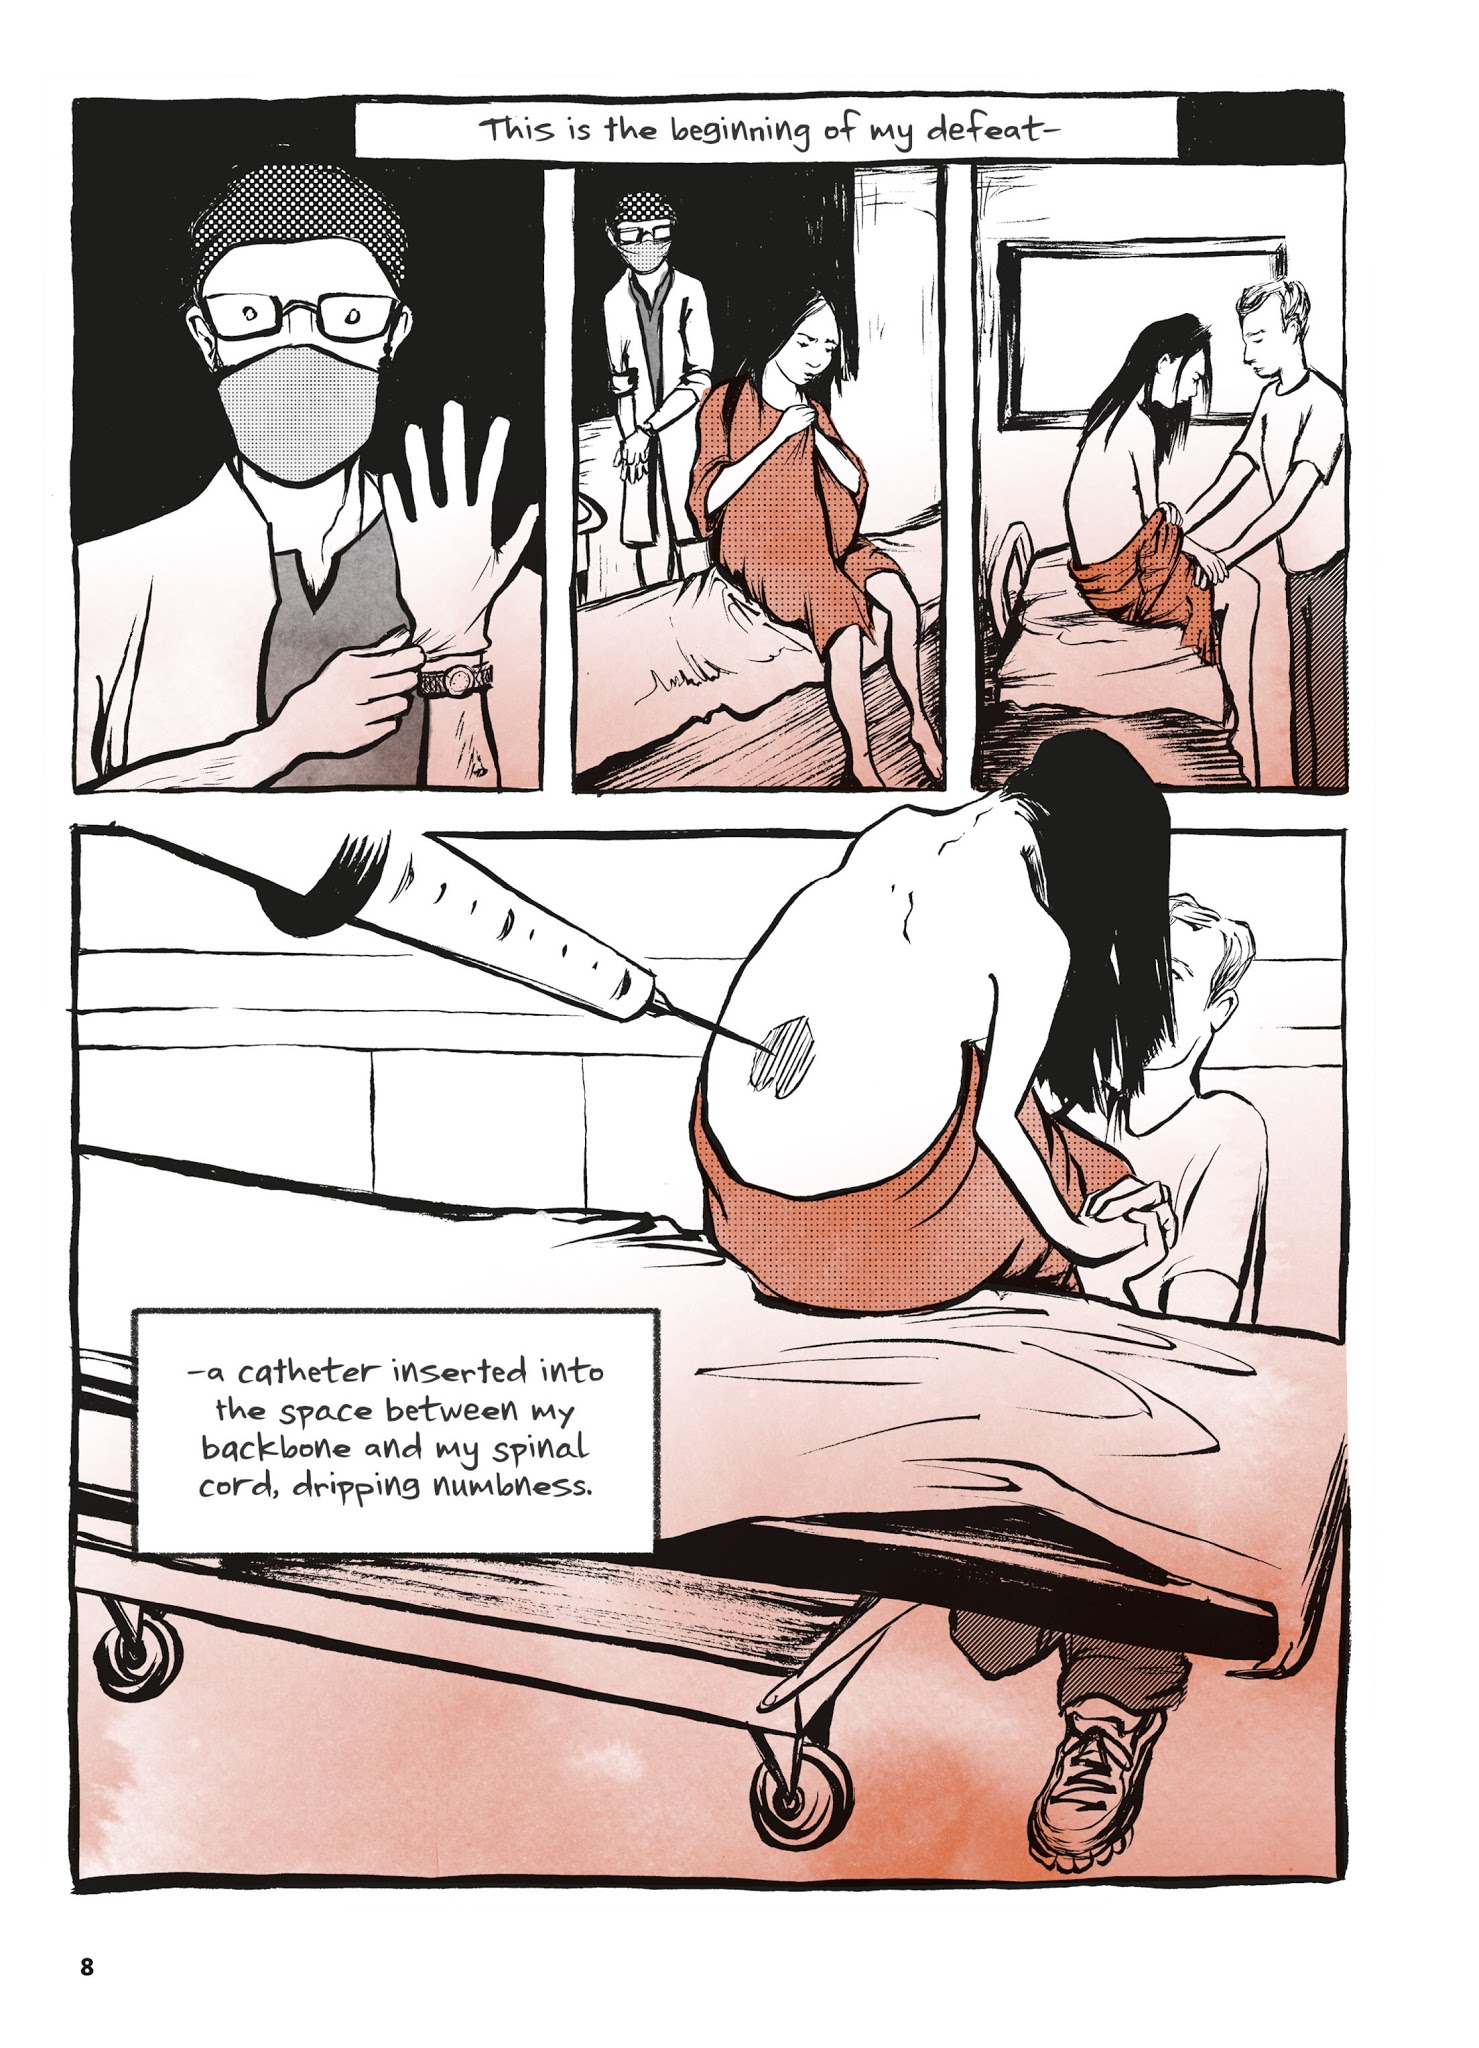 This is the beginning of my defeat—
—a catheter inserted into
the space between my
backbone and my spinal
cord, dripping numbness.
8